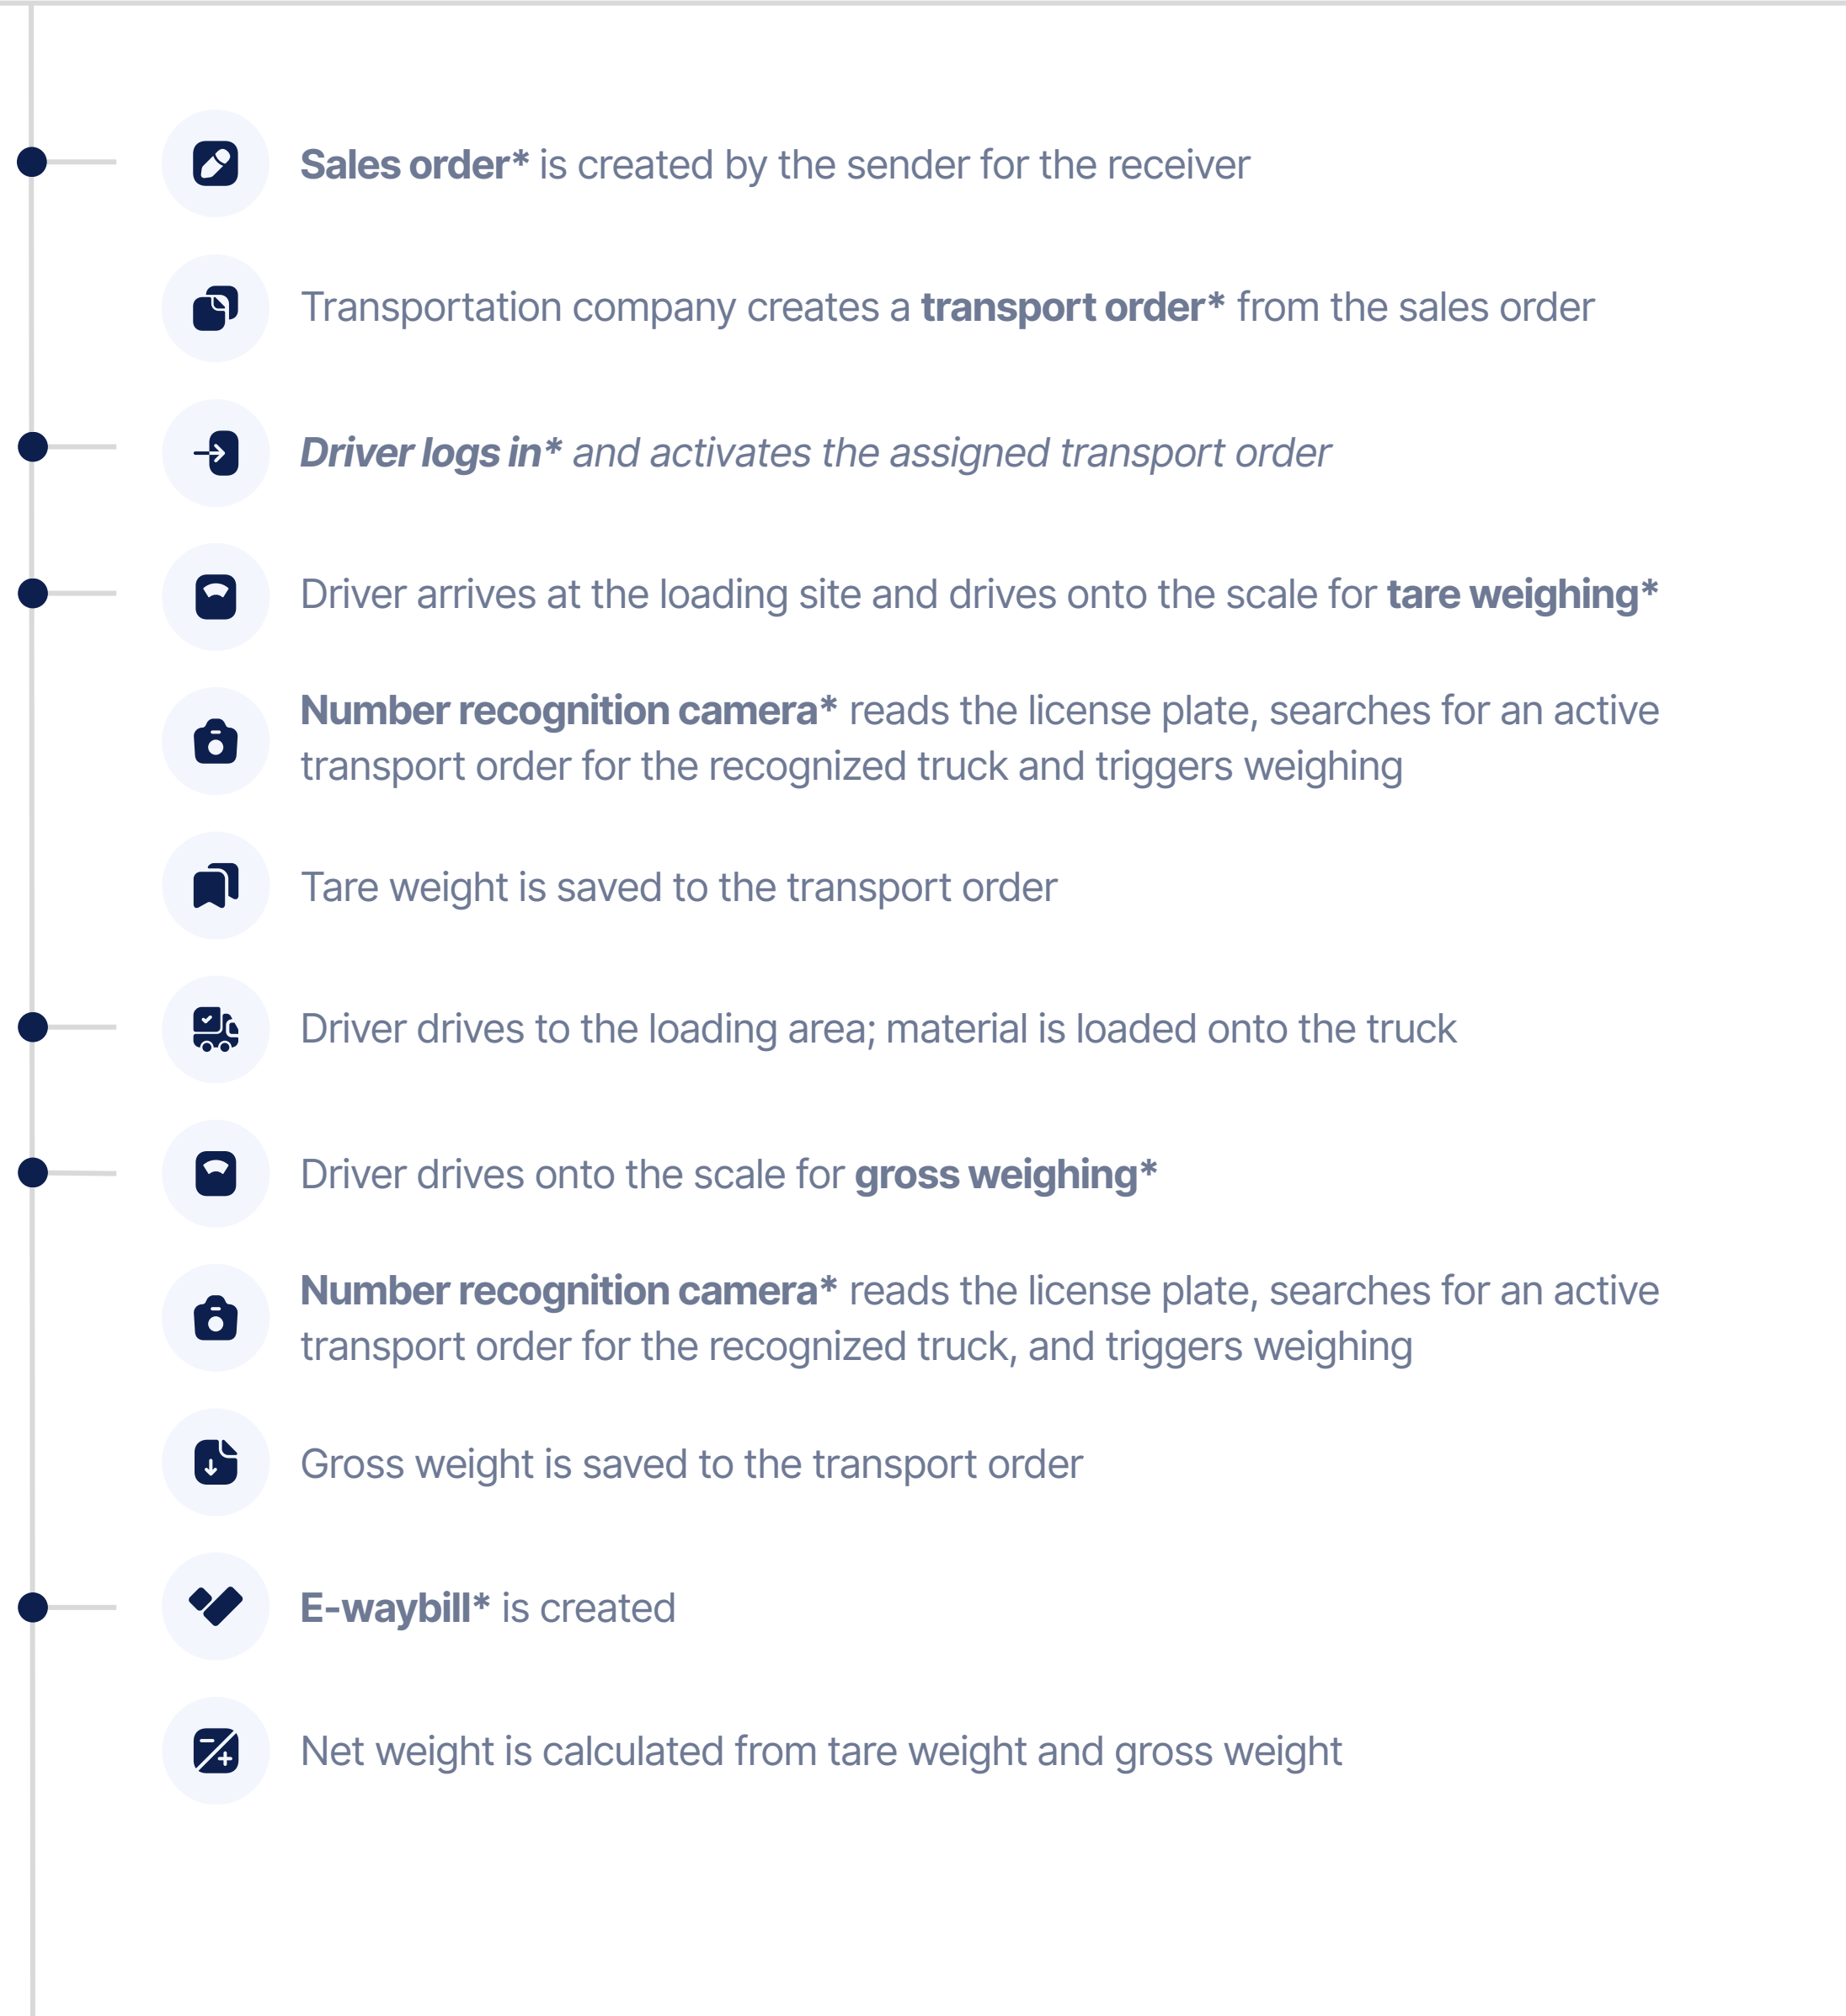 Sales order* is created by the sender for the receiver
Transportation company creates a transport order* from the sales order
Driver logs in* and activates the assigned transport order
Driver arrives at the loading site and drives onto the scale for tare weighing*
Number recognition camera* reads the license plate, searches for an active
transport order for the recognized truck and triggers weighing
Tare weight is saved to the transport order
Driver drives to the loading area; material is loaded onto the truck
Driver drives onto the scale for gross weighing*
Number recognition camera* reads the license plate, searches for an active
transport order for the recognized truck, and triggers weighing
Gross weight is saved to the transport order
E-waybill* is created
Net weight is calculated from tare weight and gross weight